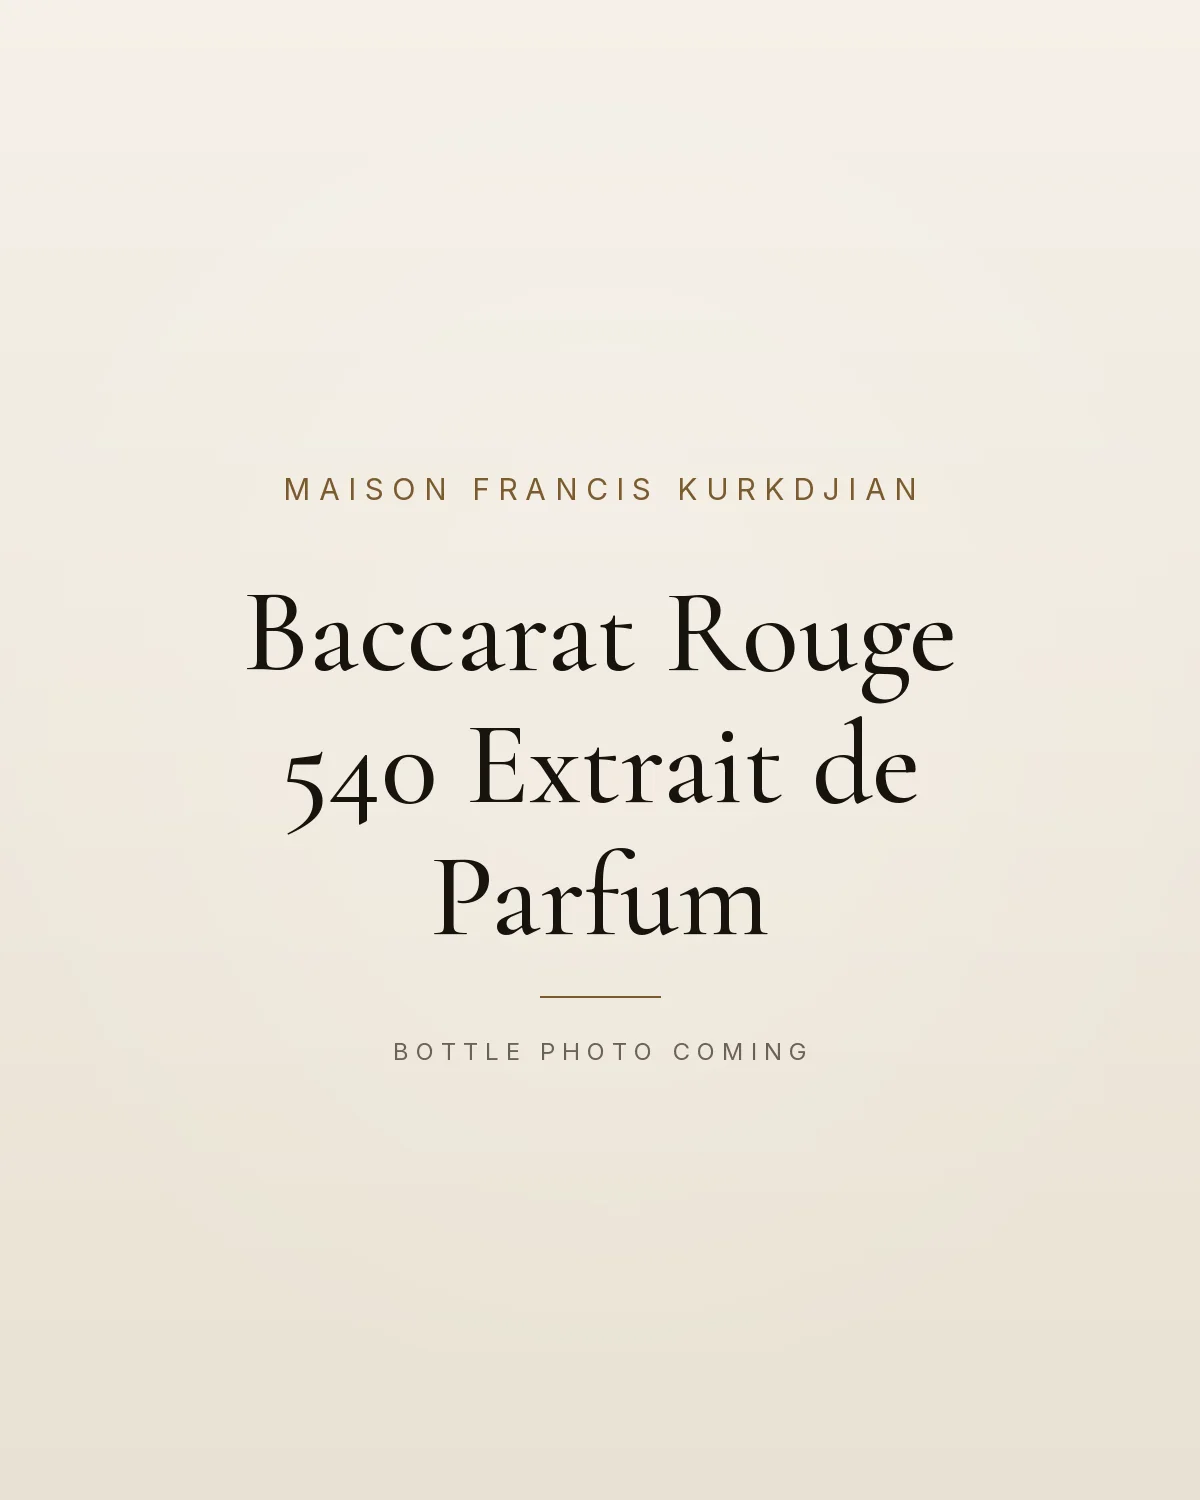 MAISON FRANCIS KURKDJIAN
Baccarat Rouge
540 Extrait de
Parfum
BOTTLE PHOTO COMING